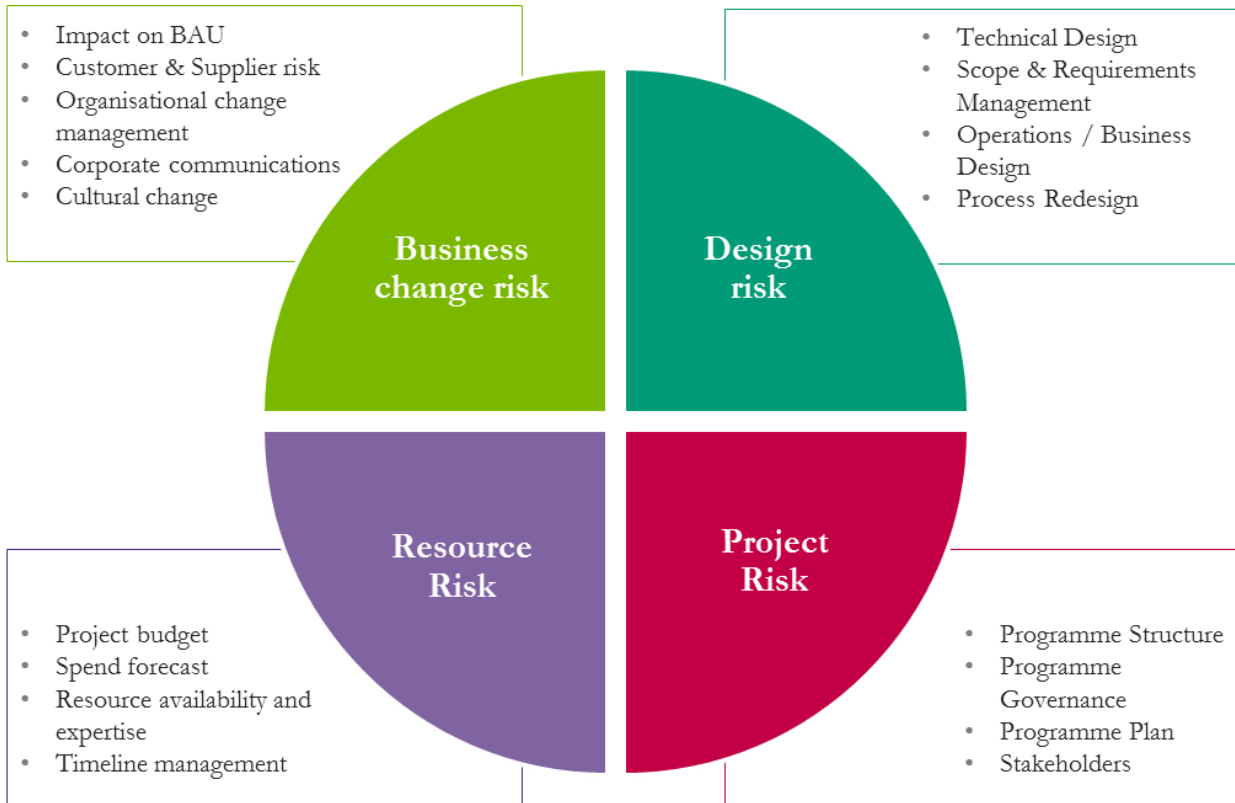 • Impact on BAU
• Customer & Supplier risk
• Organisational change
management
• Corporate communications
• Cultural change
• Technical Design
• Scope & Requirements
Management
• Operations / Business
Design
• Process Redesign
Business
change risk
Design
risk
Resource
Risk
Project
Risk
• Project budget
• Spend forecast
• Resource availability and
expertise
• Timeline management
• Programme Structure
• Programme
Governance
• Programme Plan
• Stakeholders